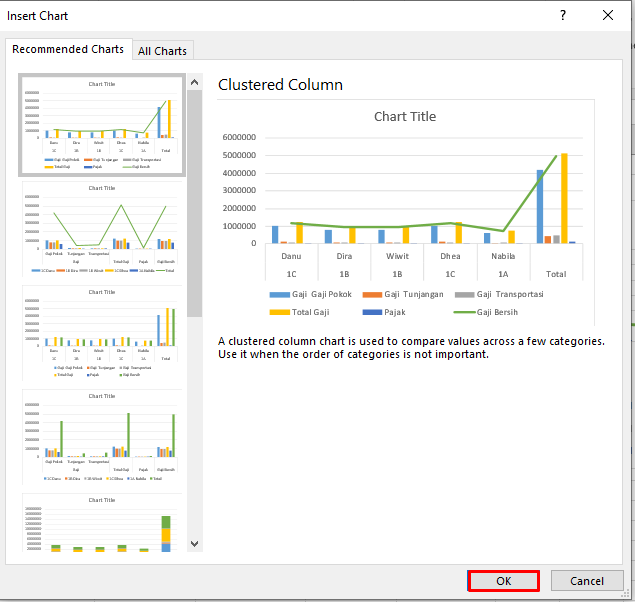 Insert Chart
?
Recommended Charts
All Charts
Chart Title
Chart Title
Chart Title
Chart Title
Chart Title
Clustered Column
Chart Title
6000000
5000000
4000000
3000000
2000000
1000000
0
Danu Dira Wiwit Dhea Nabila
1C 1B 1B 1C 1A Total
Gaji Gaji Pokok Gaji Tunjangan Gaji Transportasi
Total Gaji Pajak Gaji Bersih
A clustered column chart is used to compare values across a few categories.
Use it when the order of categories is not important.
OK
Cancel